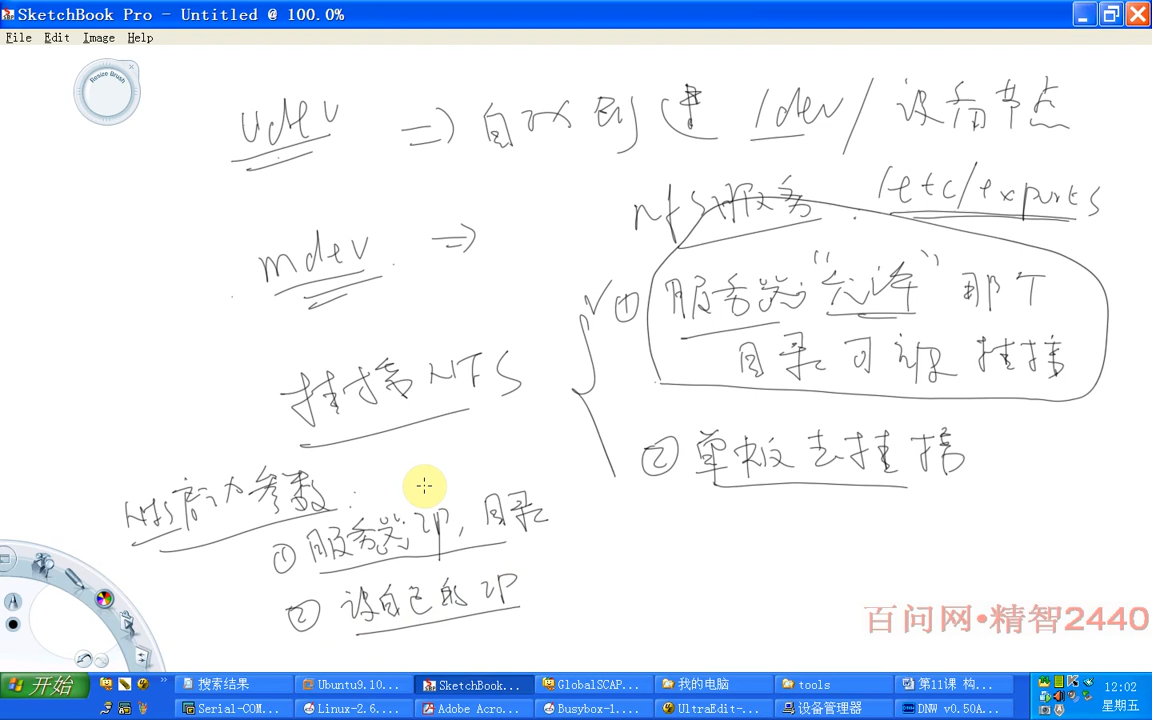 SketchBook Pro - Untitled @ 100.0%
File Edit Image Help
Resize Brush
udev => 自动创建 /dev/ 设备节点
nfs服务. /etc/exports
mdev. =>
√① 服务器"允许"那个
目录可被挂接
挂接NFS
② 单板去挂接
NFS启动参数:
① 服务器IP, 目录
② 设自己的IP
百问网·精智2440
开始
搜索结果
Ubuntu9.10...
SketchBook...
GlobalSCAP...
我的电脑
tools
第11课 构...
12:02
Serial-COM...
Linux-2.6...
Adobe Acro...
Busybox-1...
UltraEdit-...
设备管理器
DNW v0.50A...
星期五